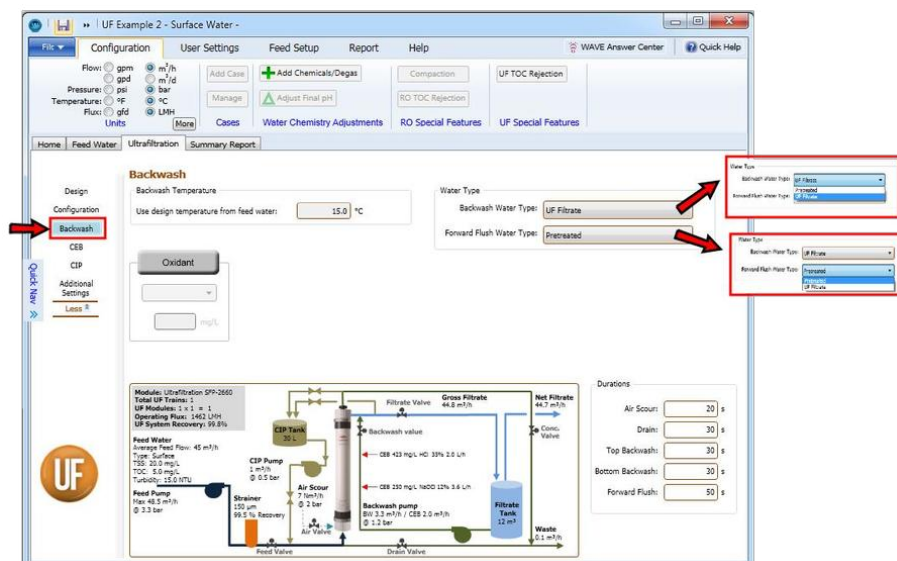 UF Example 2 - Surface Water -
File
Configuration
User Settings
Feed Setup
Report
Help
WAVE Answer Center
Quick Help
Flow: gpm m³/h
gpd m³/d
Pressure: psi bar
Temperature: °F °C
Flux: gfd LMH
Units
More
Add Case
Manage
Cases
Add Chemicals/Degas
Adjust Final pH
Water Chemistry Adjustments
Compaction
RO TOC Rejection
RO Special Features
UF TOC Rejection
UF Special Features
Home Feed Water Ultrafiltration Summary Report
Design
Configuration
Backwash
CEB
CIP
Additional
Settings
Less
Quick Nav
UF
Backwash
Backwash Temperature
Use design temperature from feed water: 15.0 °C
Water Type
Backwash Water Type: UF Filtrate
Forward Flush Water Type: Pretreated
Oxidant
mg/L
Water Type
Backwash Water Type: UF Filtrate
Pretreated
Forward Flush Water Type: UF Filtrate
Water Type
Backwash Water Type: UF Filtrate
Forward Flush Water Type: Pretreated
Pretreated
UF Filtrate
Module: Ultrafiltration SFP-2660
Total UF Trains: 1
UF Modules: 1 x 1 = 1
Operating Flux: 1462 LMH
UF System Recovery: 99.8%
Feed Water
Average Feed Flow: 45 m³/h
Type: Surface
TSS: 20.0 mg/L
TOC: 5.0 mg/L
Turbidity: 15.0 NTU
Feed Pump
Max 48.5 m³/h
@ 3.3 bar
Strainer
150 µm
99.5 % Recovery
CIP Tank
30 L
CIP Pump
1 m³/h
@ 0.5 bar
Air Scour
7 Nm³/h
@ 2 bar
Air Valve
Feed Valve
Drain Valve
Filtrate Valve
Gross Filtrate
44.8 m³/h
Net Filtrate
44.7 m³/h
Backwash valve
Conc.
Valve
CEB 423 mg/L HCl 33% 2.0 L/h
CEB 250 mg/L NaOCl 12% 3.6 L/h
Backwash pump
BW 3.3 m³/h / CEB 2.0 m³/h
@ 1.2 bar
Filtrate
Tank
12 m³
Waste
0.1 m³/h
Durations
Air Scour: 20 s
Drain: 30 s
Top Backwash: 30 s
Bottom Backwash: 30 s
Forward Flush: 50 s